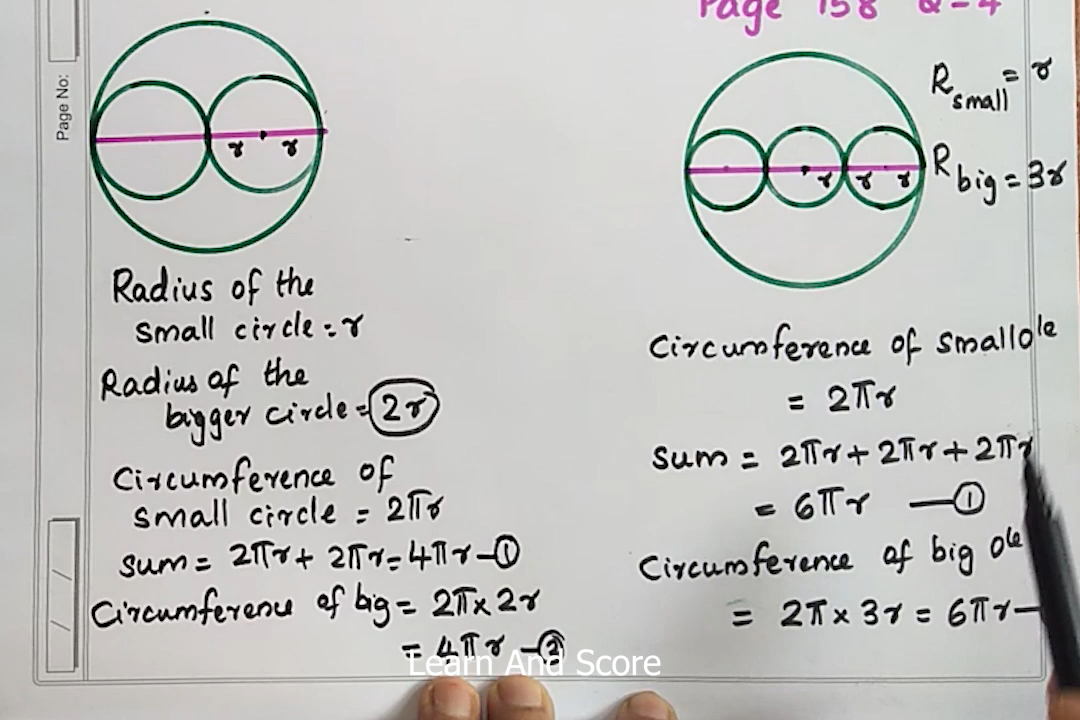 Page 158 Q-4
Page No:
r r
Radius of the
small circle = r
Radius of the
bigger circle = 2r
Circumference of
small circle = 2πr
Sum = 2πr + 2πr = 4πr - ①
Circumference of big = 2π×2r
= 4πr - ②
R small = r
R big = 3r
r r r
Circumference of small ole
= 2πr
Sum = 2πr + 2πr + 2πr
= 6πr — ①
Circumference of big ole
= 2π × 3r = 6πr —
Learn And Score